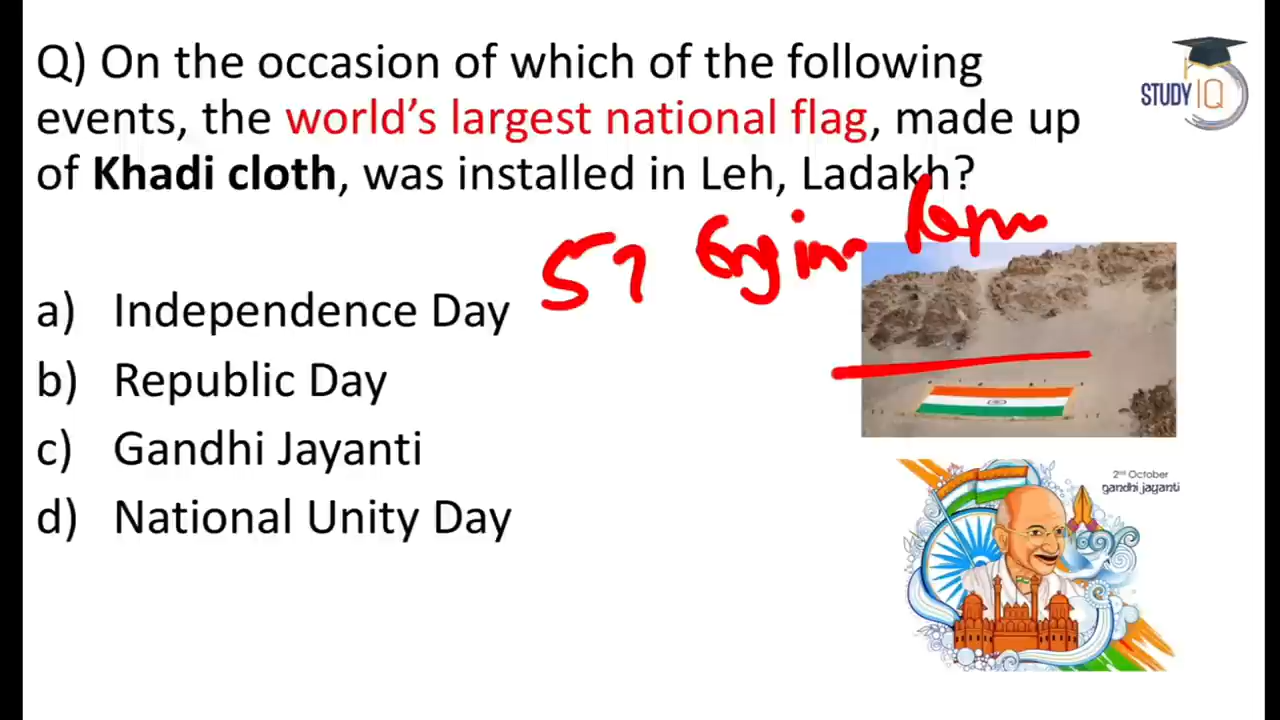 Q) On the occasion of which of the following
events, the world's largest national flag, made up
of Khadi cloth, was installed in Leh, Ladakh?
STUDY IQ
57 Engine
a) Independence Day
b) Republic Day
c) Gandhi Jayanti
d) National Unity Day
2nd October
gandhi jayanti